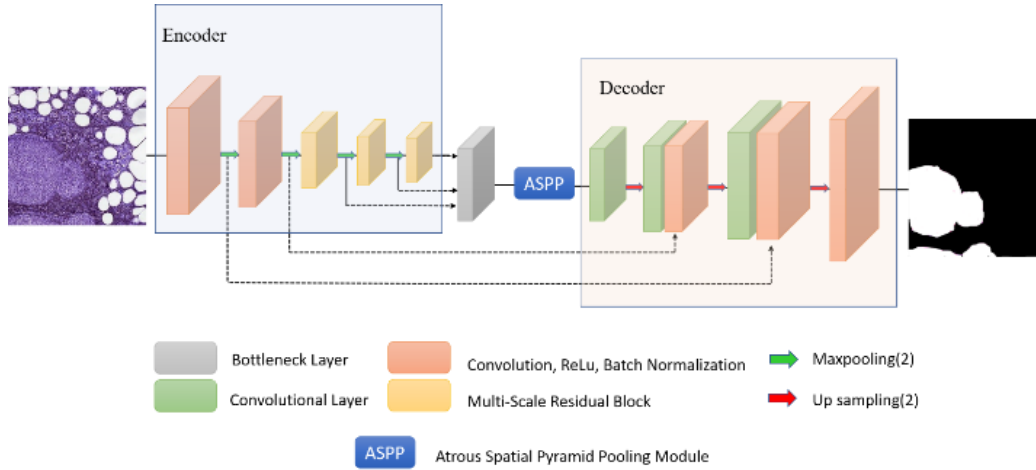 Encoder
Decoder
ASPP
Bottleneck Layer
Convolution, ReLu, Batch Normalization
Maxpooling(2)
Convolutional Layer
Multi-Scale Residual Block
Up sampling(2)
ASPP
Atrous Spatial Pyramid Pooling Module